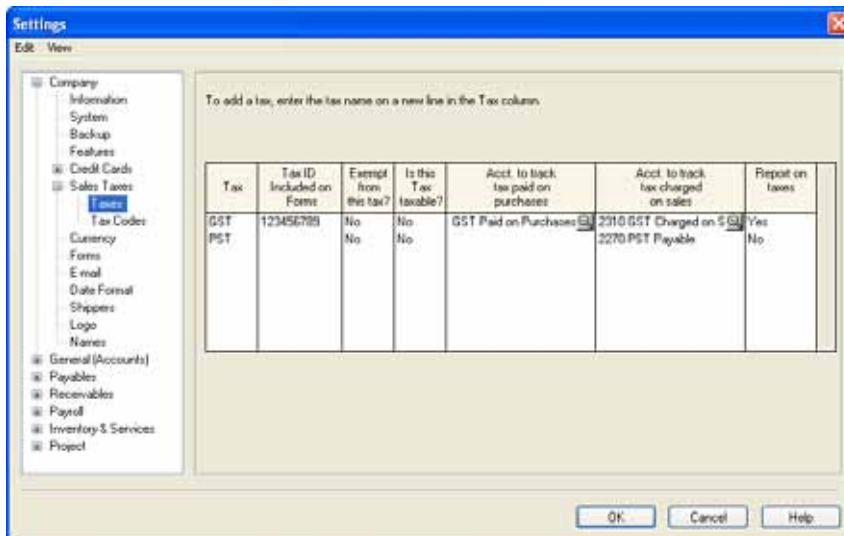 Settings
Edit View
Company
Information
System
Backup
Features
Credit Cards
Sales Taxes
Taxes
Tax Codes
Currency
Forms
E-mail
Date Format
Shippers
Logo
Names
General (Accounts)
Payables
Receivables
Payroll
Inventory & Services
Project
To add a tax, enter the tax name on a new line in the Tax column.
Tax
Tax ID
Included on
Forms
Exempt
from
this tax?
Is this
Tax
taxable?
Acct. to track
tax paid on
purchases
Acct. to track
tax charged
on sales
Report on
taxes
GST 123456789 No No GST Paid on Purchases 2310 GST Charged on S Yes
PST No No 2270 PST Payable No
OK Cancel Help